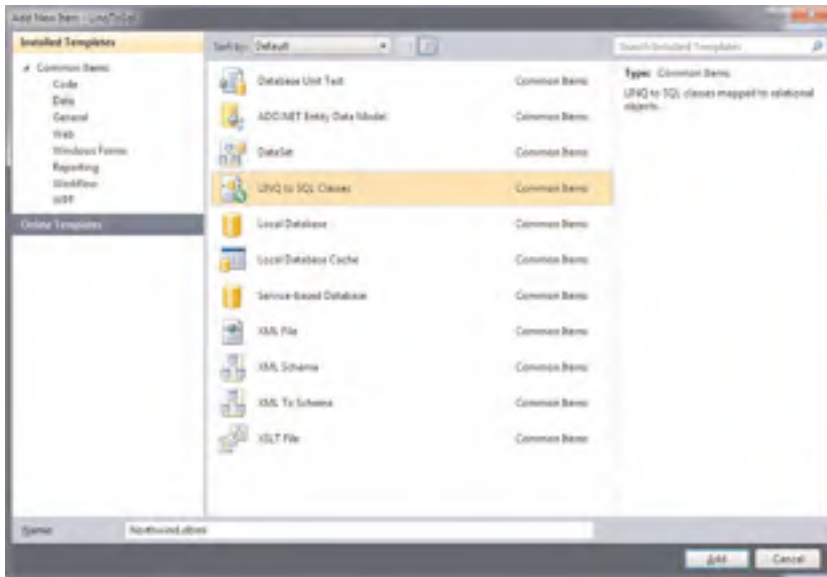 Add New Item - LinqToSql
Installed Templates
Common Items
Code
Data
General
Web
Windows Forms
Reporting
Workflow
WPF
Online Templates
Sort by: Default
Database Unit Test Common Items
ADO.NET Entity Data Model Common Items
DataSet Common Items
LINQ to SQL Classes Common Items
Local Database Common Items
Local Database Cache Common Items
Service-based Database Common Items
XML File Common Items
XML Schema Common Items
XML To Schema Common Items
XSLT File Common Items
Search Installed Templates
Type: Common Items
LINQ to SQL classes mapped to relational
objects.
Name: Northwind.dbml
Add
Cancel